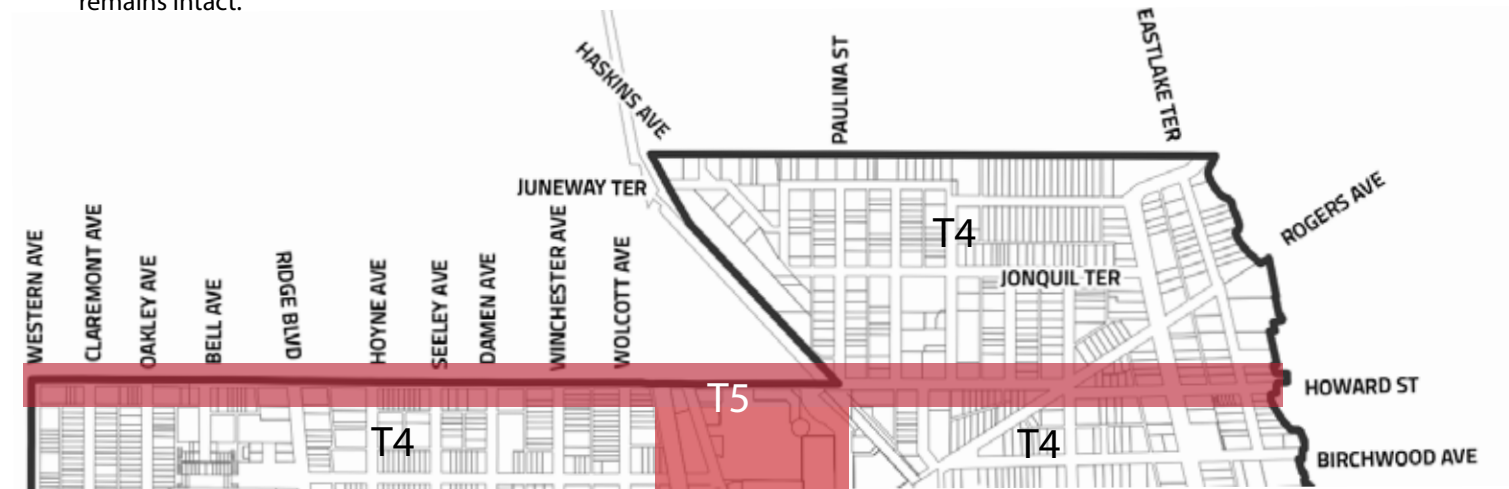 remains intact.
HASKINS AVE
PAULINA ST
EASTLAKE TER
JUNEWAY TER
ROGERS AVE
WESTERN AVE
CLAREMONT AVE
OAKLEY AVE
BELL AVE
RIDGE BLVD
HOYNE AVE
SEELEY AVE
DAMEN AVE
WINCHESTER AVE
WOLCOTT AVE
T4
JONQUIL TER
T5
HOWARD ST
T4
T4
BIRCHWOOD AVE